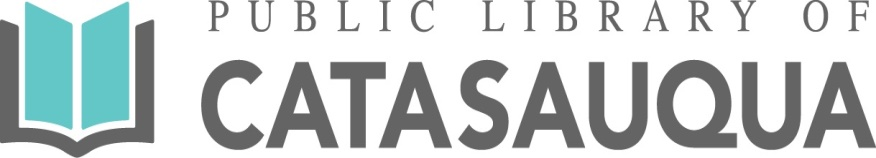 PUBLIC LIBRARY OF
CATASAUQUA